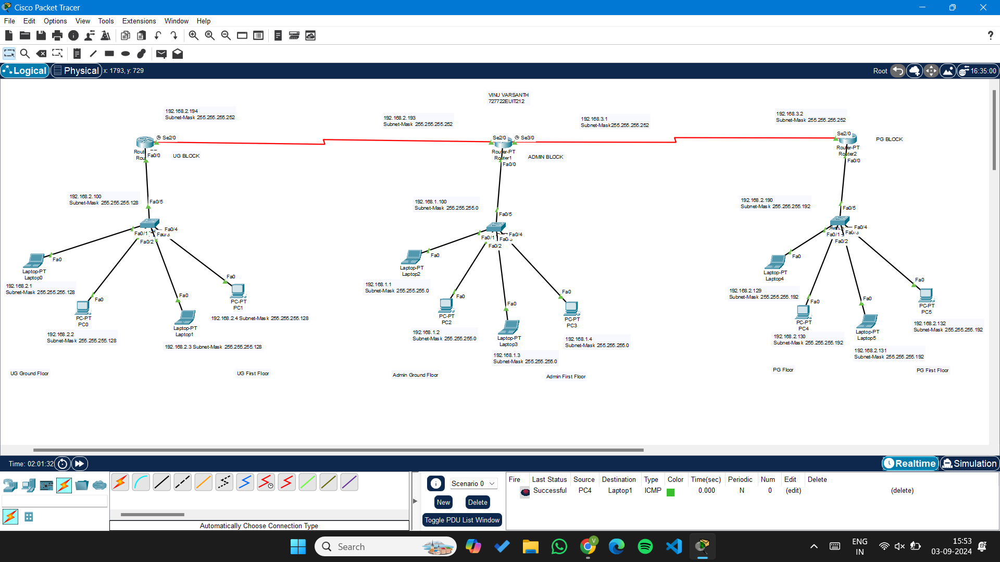 Cisco Packet Tracer
File Edit Options View Tools Extensions Window Help
Logical Physical x: 1793, y: 729 Root 16:35:00
VINU VARSANTH
727722EUIT212
192.168.2.194
Subnet-Mask 255.255.255.252
192.168.2.193
Subnet-Mask 255.255.255.252
192.168.3.1
Subnet-Mask255.255.255.252
192.168.3.2
Subnet-Mask 255.255.255.252
Se2/0
Fa0/0
UG BLOCK
Se2/0
Se3/0
Router-PT
Router1
Fa0/0
ADMIN BLOCK
Se2/0
Router-PT
Router2
Fa0/0
PG BLOCK
192.168.2.100
Subnet-Mask 255.255.255.128
Fa0/5
Fa0/4
Fa0/1
Fa0/3
Fa0/2
192.168.1.100
Subnet-Mask 255.255.255.0
Fa0/5
Fa0/4
Fa0/1
Fa0/2
192.168.2.190
Subnet-Mask 255.255.255.192
Fa0/5
Fa0/4
Fa0/1
Fa0/3
Fa0/2
Fa0
Laptop-PT
Laptop0
192.168.2.1
Subnet-Mask 255.255.255.128
Fa0
PC-PT
PC0
192.168.2.2
Subnet-Mask 255.255.255.128
Fa0
Laptop-PT
Laptop1
192.168.2.3 Subnet-Mask 255.255.255.128
Fa0
PC-PT
PC1
192.168.2.4 Subnet-Mask 255.255.255.128
Fa0
Laptop-PT
Laptop2
192.168.1.1
Subnet-Mask 255.255.255.0
Fa0
PC-PT
PC2
192.168.1.2
Subnet-Mask 255.255.255.0
Fa0
Laptop-PT
Laptop3
192.168.1.3
Subnet-Mask 255.255.255.0
Fa0
PC-PT
PC3
192.168.1.4
Subnet-Mask 255.255.255.0
Fa0
Laptop-PT
Laptop4
192.168.2.129
Subnet-Mask 255.255.255.192
Fa0
PC-PT
PC4
192.168.2.130
Subnet-Mask 255.255.255.192
Fa0
Laptop-PT
Laptop5
192.168.2.131
Subnet-Mask 255.255.255.192
Fa0
PC-PT
PC5
192.168.2.132
Subnet-Mask 255.255.255.192
UG Ground Floor
UG First Floor
Admin Ground Floor
Admin First Floor
PG Floor
PG First Floor
Time: 02:01:32
Realtime Simulation
Scenario 0
New Delete
Toggle PDU List Window
Automatically Choose Connection Type
Fire Last Status Source Destination Type Color Time(sec) Periodic Num Edit Delete
Successful PC4 Laptop1 ICMP 0.000 N 0 (edit) (delete)
Search
V
ENG
IN
15:53
03-09-2024